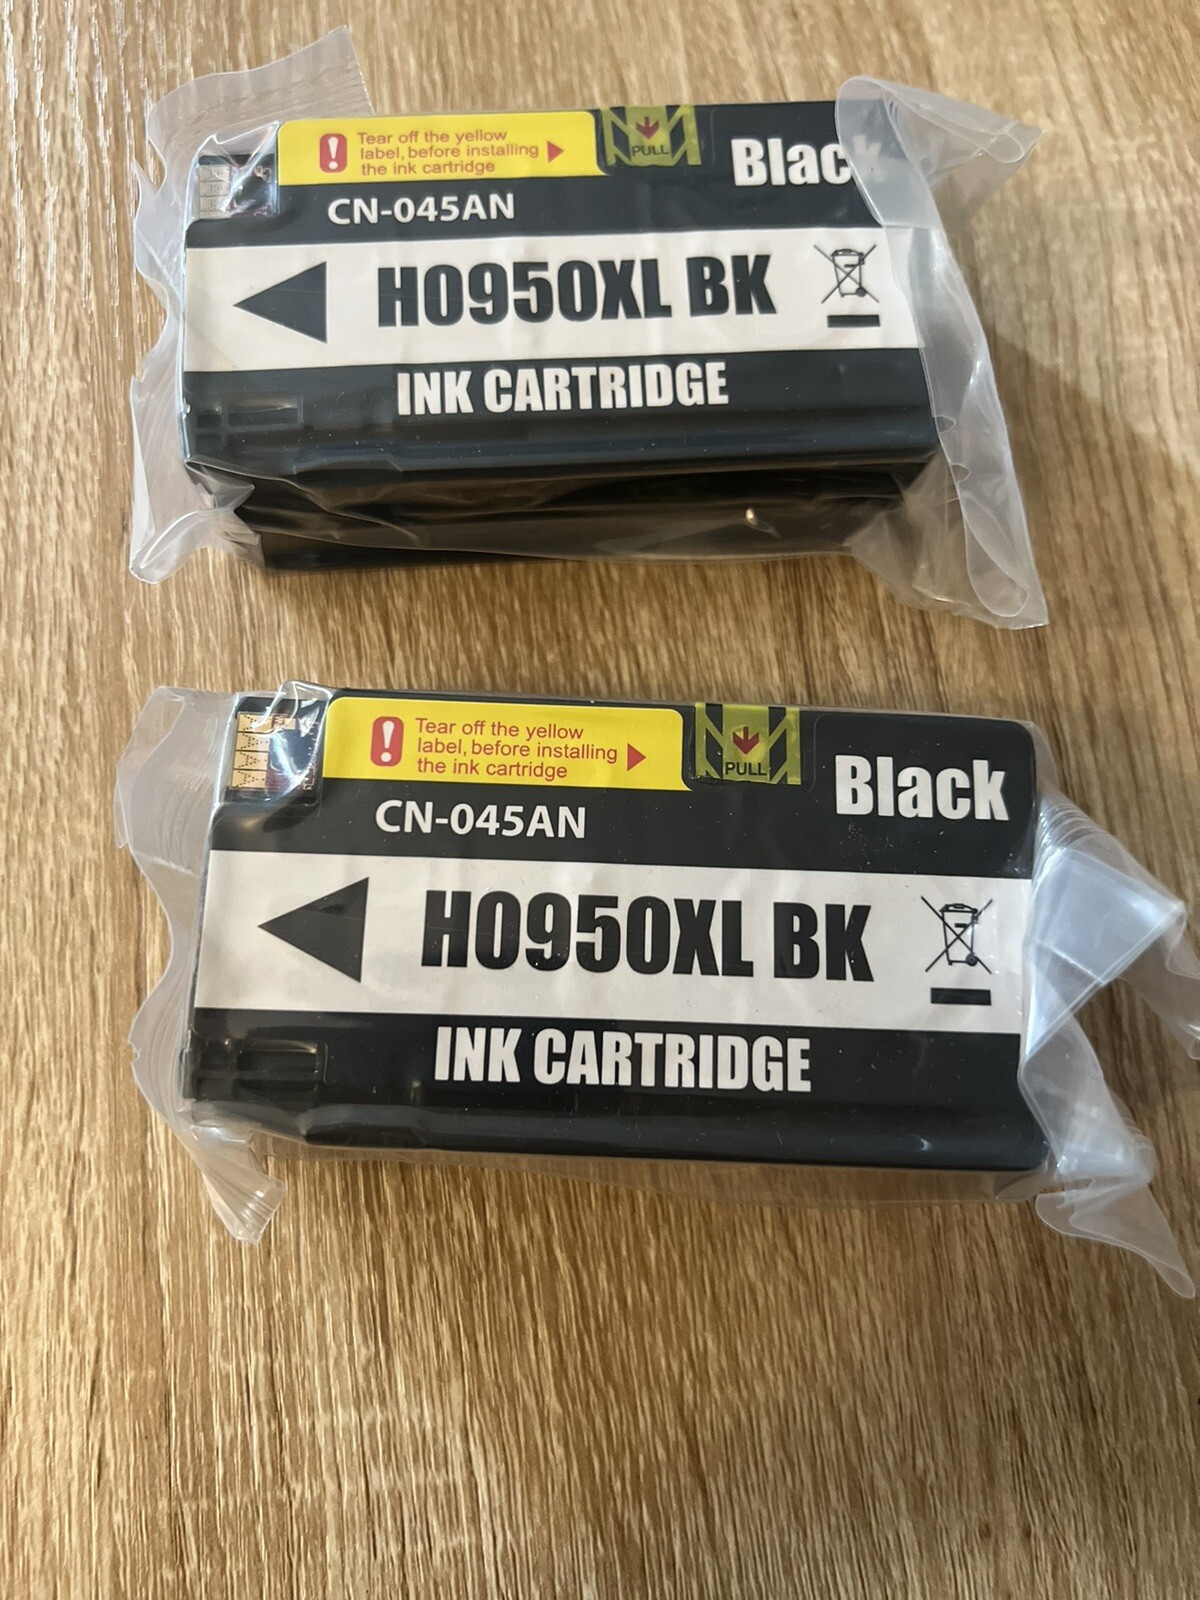 Tear off the yellow
label, before installing
the ink cartridge
PULL
Black
CN-045AN
H0950XL BK
INK CARTRIDGE
Tear off the yellow
label, before installing
the ink cartridge
PULL
Black
CN-045AN
H0950XL BK
INK CARTRIDGE